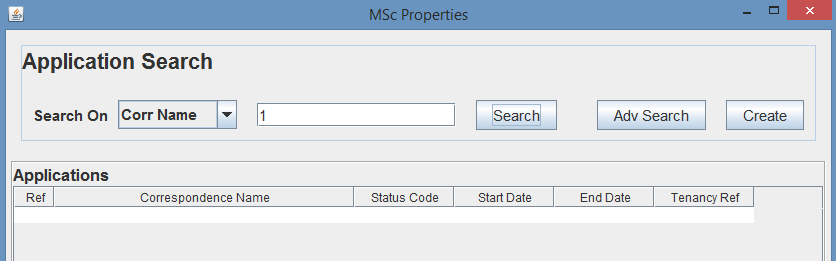 MSc Properties
Application Search
Search On Corr Name 1 Search Adv Search Create
Applications
Ref Correspondence Name Status Code Start Date End Date Tenancy Ref